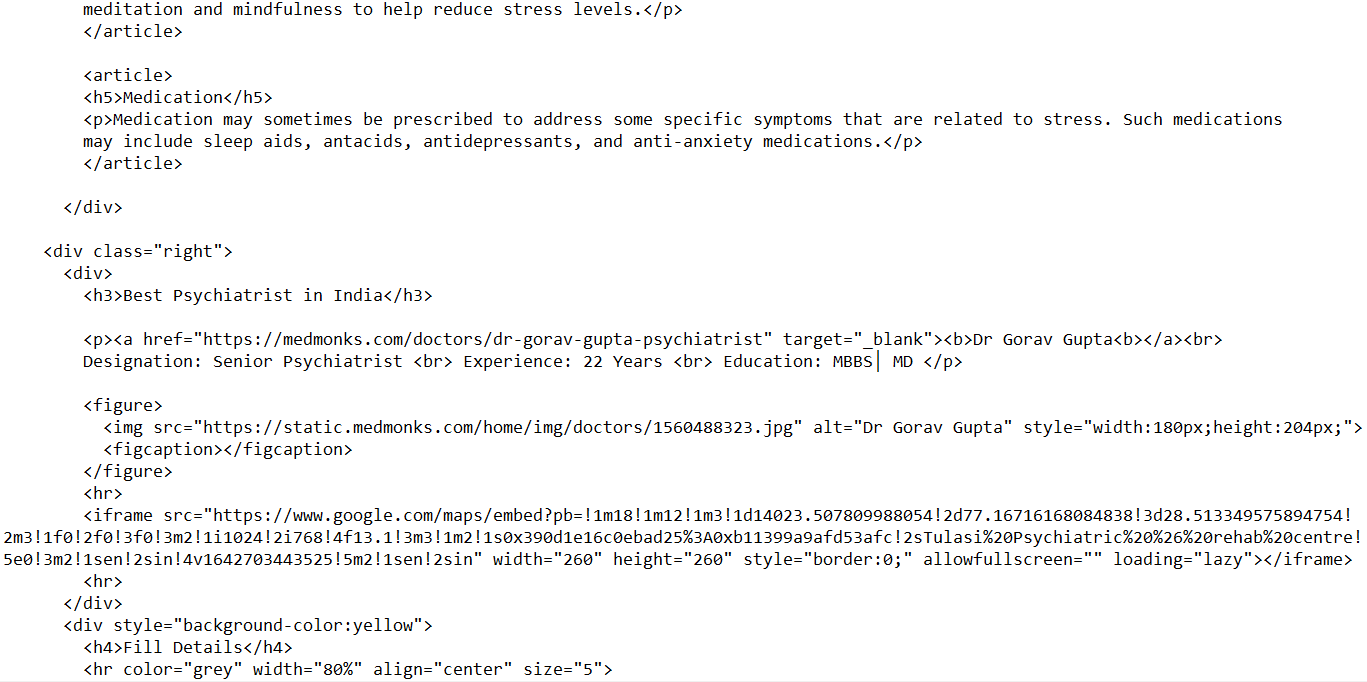 meditation and mindfulness to help reduce stress levels.</p>
</article>
<article>
<h5>Medication</h5>
<p>Medication may sometimes be prescribed to address some specific symptoms that are related to stress. Such medications
may include sleep aids, antacids, antidepressants, and anti-anxiety medications.</p>
</article>
</div>
<div class="right">
<div>
<h3>Best Psychiatrist in India</h3>
<p><a href="https://medmonks.com/doctors/dr-gorav-gupta-psychiatrist" target="_blank"><b>Dr Gorav Gupta<b></a><br>
Designation: Senior Psychiatrist <br> Experience: 22 Years <br> Education: MBBS| MD </p>
<figure>
<img src="https://static.medmonks.com/home/img/doctors/1560488323.jpg" alt="Dr Gorav Gupta" style="width:180px;height:204px;">
<figcaption></figcaption>
</figure>
<hr>
<iframe src="https://www.google.com/maps/embed?pb=!1m18!1m12!1m3!1d14023.507809988054!2d77.16716168084838!3d28.513349575894754!
2m3!1f0!2f0!3f0!3m2!1i1024!2i768!4f13.1!3m3!1m2!1s0x390d1e16c0ebad25%3A0xb11399a9afd53afc!2sTulasi%20Psychiatric%20%26%20rehab%20centre!
5e0!3m2!1sen!2sin!4v1642703443525!5m2!1sen!2sin" width="260" height="260" style="border:0;" allowfullscreen="" loading="lazy"></iframe>
<hr>
</div>
<div style="background-color:yellow">
<h4>Fill Details</h4>
<hr color="grey" width="80%" align="center" size="5">